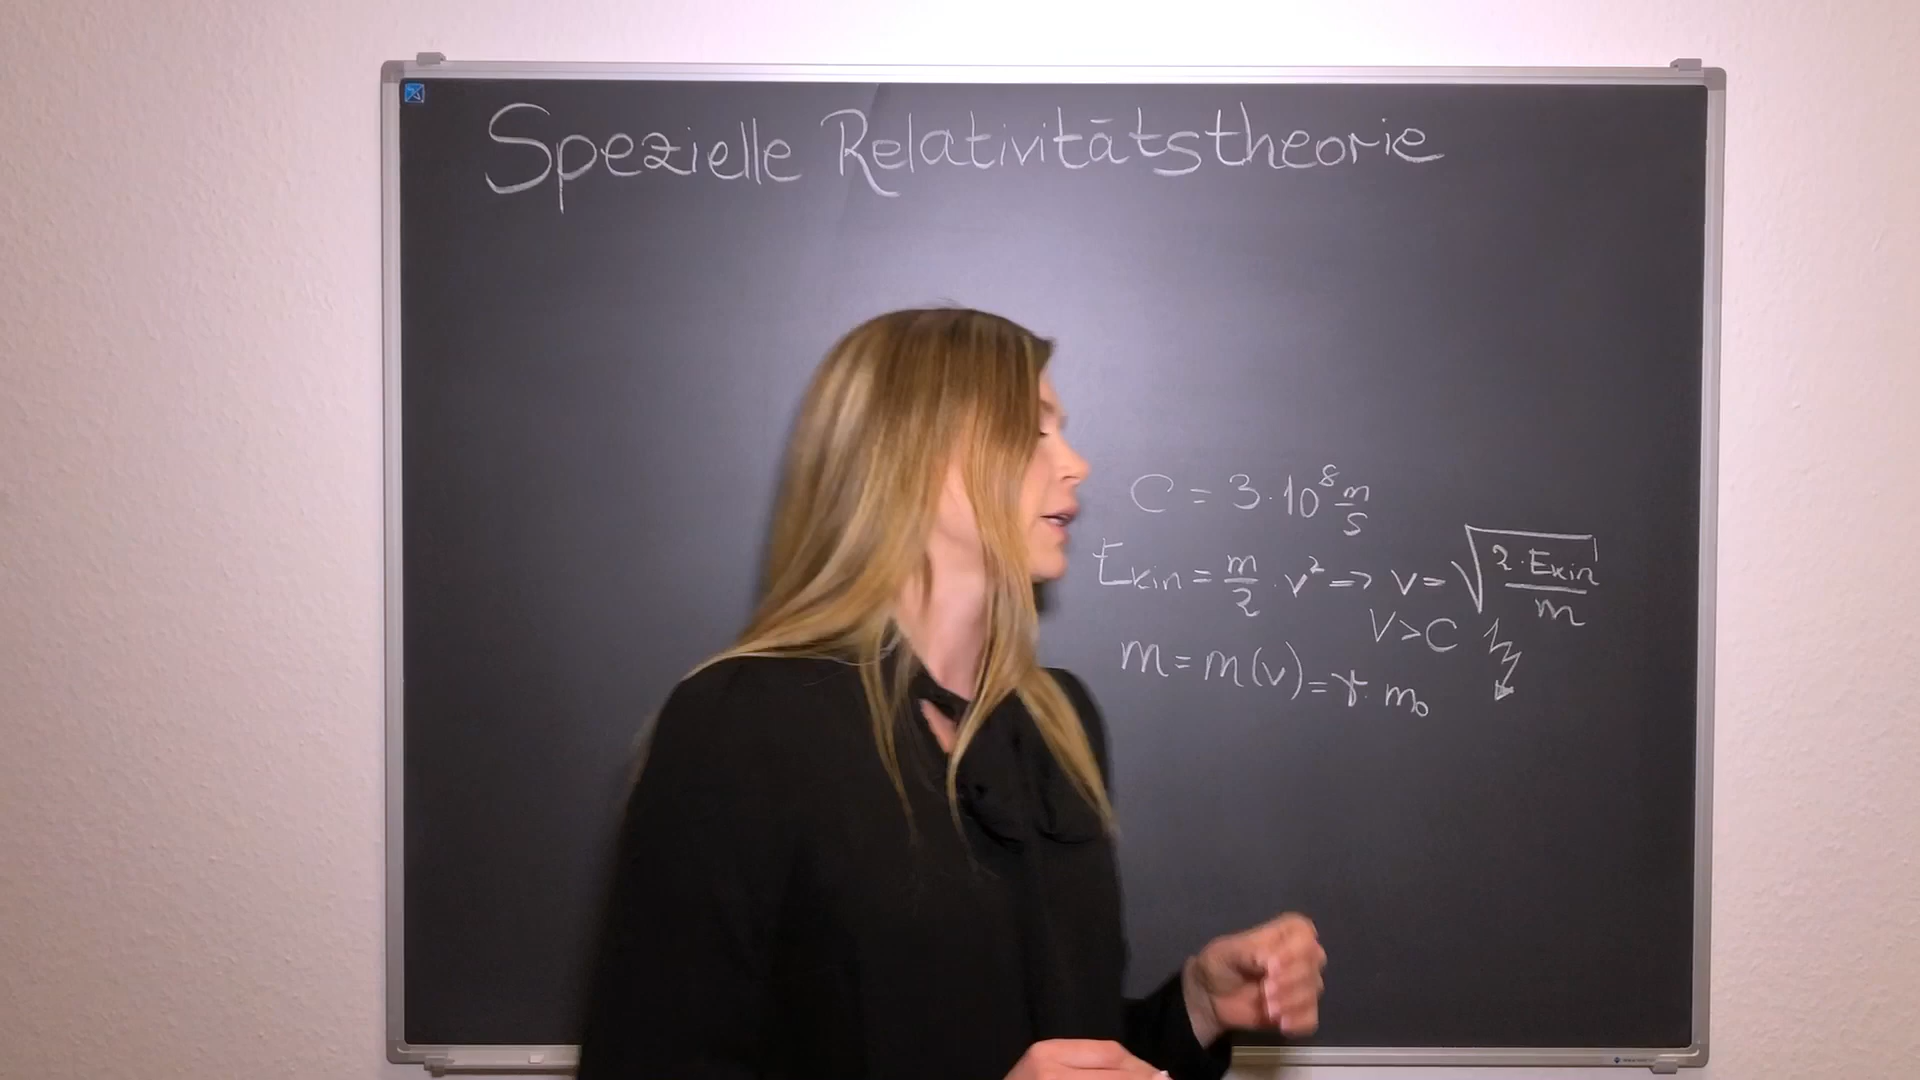 Spezielle Relativitätstheorie
C = 3 · 10⁸ m/s
Ekin = m/2 · v² => v = √(2 · Ekin / m)
V > C
m = m(v) = γ · m₀